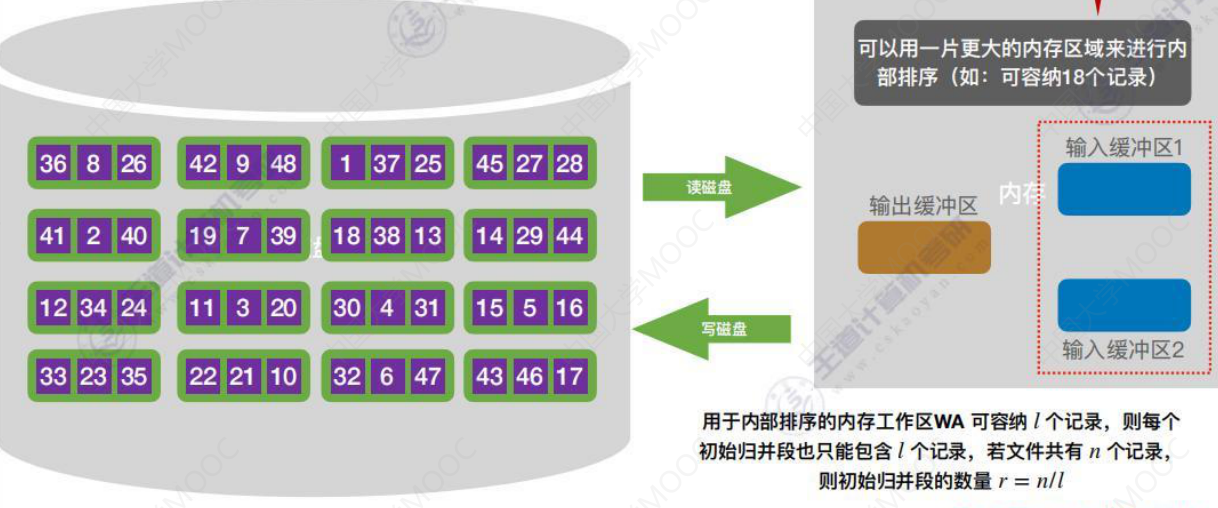 可以用一片更大的内存区域来进行内
部排序（如：可容纳18个记录）
36 8 26 42 9 48 1 37 25 45 27 28
41 2 40 19 7 39 18 38 13 14 29 44
12 34 24 11 3 20 30 4 31 15 5 16
33 23 35 22 21 10 32 6 47 43 46 17
盘
读磁盘
写磁盘
输入缓冲区1
内存
输出缓冲区
输入缓冲区2
用于内部排序的内存工作区WA 可容纳 l 个记录，则每个
初始归并段也只能包含 l 个记录，若文件共有 n 个记录，
则初始归并段的数量 r = n/l
中国大学MOOC
王道计算机考研
www.cskaoyan.com